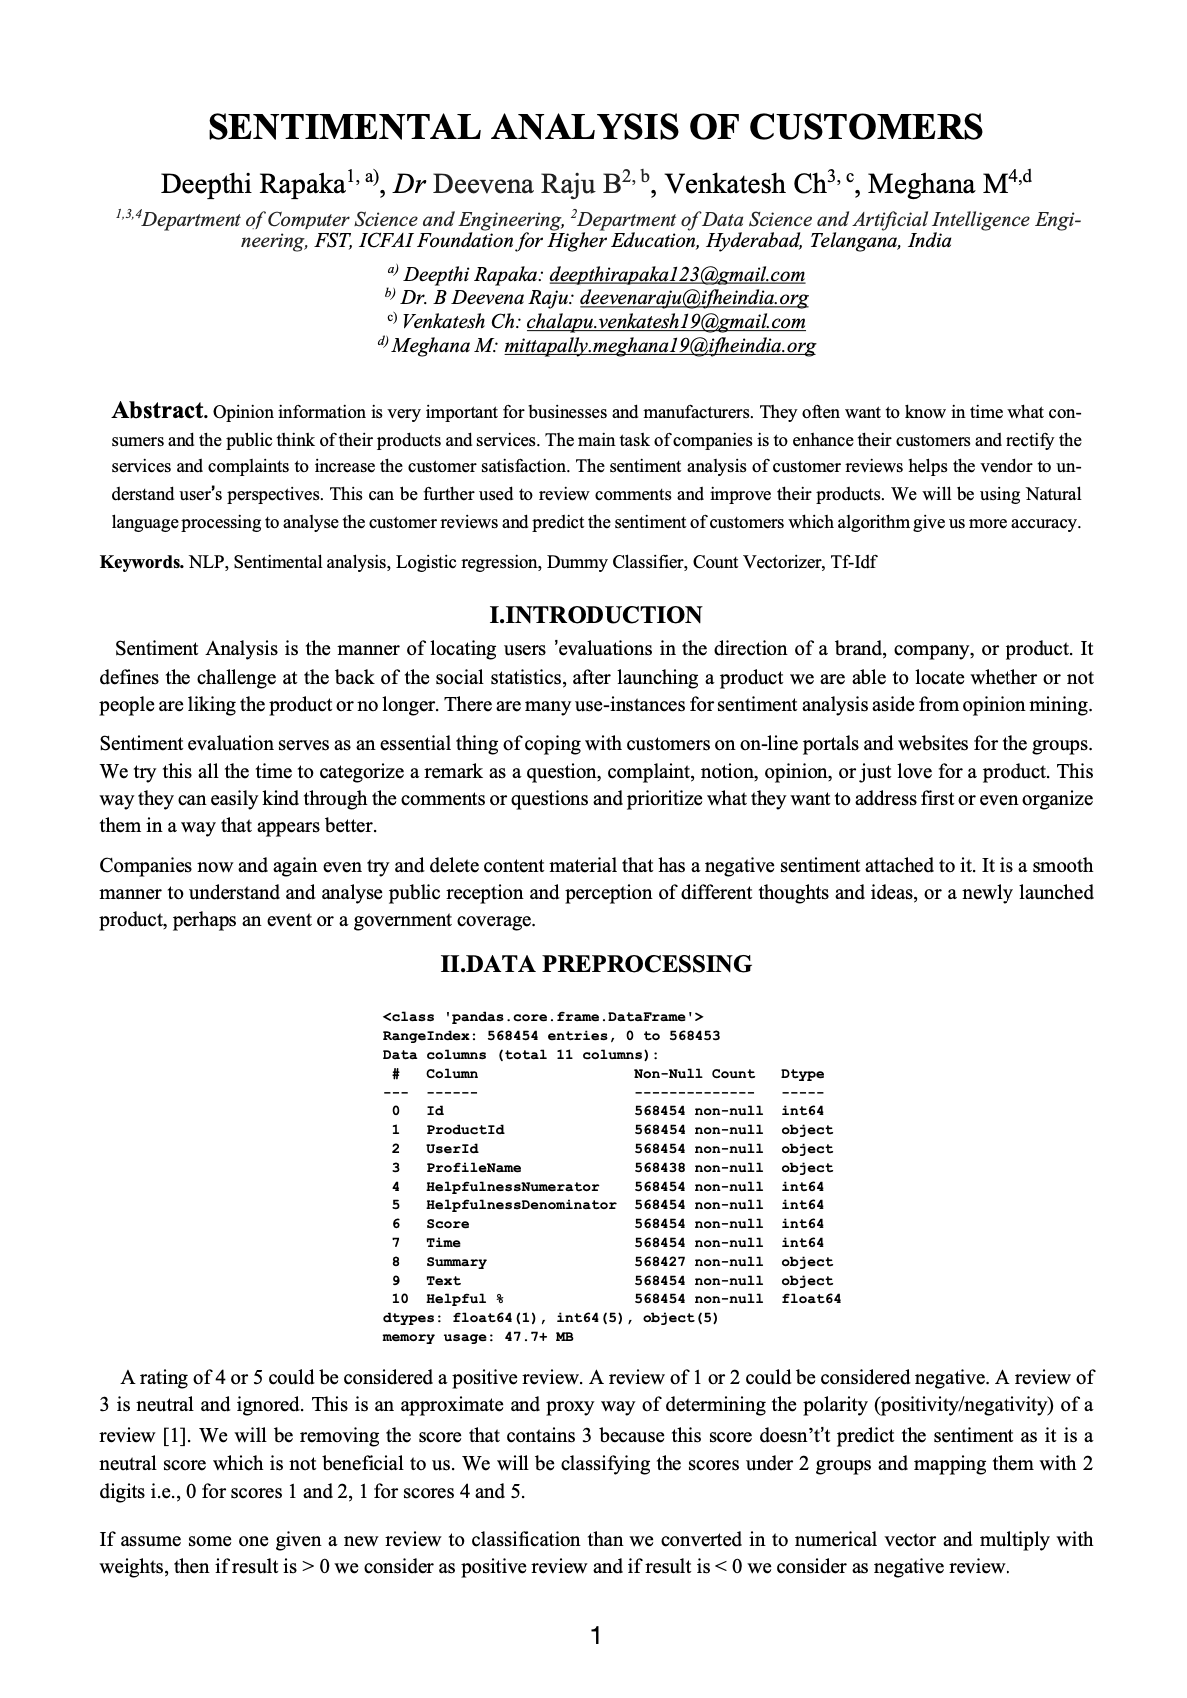 SENTIMENTAL ANALYSIS OF CUSTOMERS
Deepthi Rapaka1, a), Dr Deevena Raju B2, b, Venkatesh Ch3, c, Meghana M4,d
1,3,4Department of Computer Science and Engineering, 2Department of Data Science and Artificial Intelligence Engi-
neering, FST, ICFAI Foundation for Higher Education, Hyderabad, Telangana, India
a) Deepthi Rapaka: deepthirapaka123@gmail.com
b) Dr. B Deevena Raju: deevenaraju@ifheindia.org
c) Venkatesh Ch: chalapu.venkatesh19@gmail.com
d) Meghana M: mittapally.meghana19@ifheindia.org
Abstract. Opinion information is very important for businesses and manufacturers. They often want to know in time what con-
sumers and the public think of their products and services. The main task of companies is to enhance their customers and rectify the
services and complaints to increase the customer satisfaction. The sentiment analysis of customer reviews helps the vendor to un-
derstand user's perspectives. This can be further used to review comments and improve their products. We will be using Natural
language processing to analyse the customer reviews and predict the sentiment of customers which algorithm give us more accuracy.
Keywords. NLP, Sentimental analysis, Logistic regression, Dummy Classifier, Count Vectorizer, Tf-Idf
I.INTRODUCTION
Sentiment Analysis is the manner of locating users 'evaluations in the direction of a brand, company, or product. It
defines the challenge at the back of the social statistics, after launching a product we are able to locate whether or not
people are liking the product or no longer. There are many use-instances for sentiment analysis aside from opinion mining.
Sentiment evaluation serves as an essential thing of coping with customers on on-line portals and websites for the groups.
We try this all the time to categorize a remark as a question, complaint, notion, opinion, or just love for a product. This
way they can easily kind through the comments or questions and prioritize what they want to address first or even organize
them in a way that appears better.
Companies now and again even try and delete content material that has a negative sentiment attached to it. It is a smooth
manner to understand and analyse public reception and perception of different thoughts and ideas, or a newly launched
product, perhaps an event or a government coverage.
II.DATA PREPROCESSING
<class 'pandas.core.frame.DataFrame'>
RangeIndex: 568454 entries, 0 to 568453
Data columns (total 11 columns):
# Column Non-Null Count Dtype
--- ------ -------------- -----
0 Id 568454 non-null int64
1 ProductId 568454 non-null object
2 UserId 568454 non-null object
3 ProfileName 568438 non-null object
4 HelpfulnessNumerator 568454 non-null int64
5 HelpfulnessDenominator 568454 non-null int64
6 Score 568454 non-null int64
7 Time 568454 non-null int64
8 Summary 568427 non-null object
9 Text 568454 non-null object
10 Helpful % 568454 non-null float64
dtypes: float64(1), int64(5), object(5)
memory usage: 47.7+ MB
A rating of 4 or 5 could be considered a positive review. A review of 1 or 2 could be considered negative. A review of
3 is neutral and ignored. This is an approximate and proxy way of determining the polarity (positivity/negativity) of a
review [1]. We will be removing the score that contains 3 because this score doesn’t't predict the sentiment as it is a
neutral score which is not beneficial to us. We will be classifying the scores under 2 groups and mapping them with 2
digits i.e., 0 for scores 1 and 2, 1 for scores 4 and 5.
If assume some one given a new review to classification than we converted in to numerical vector and multiply with
weights, then if result is > 0 we consider as positive review and if result is < 0 we consider as negative review.
1